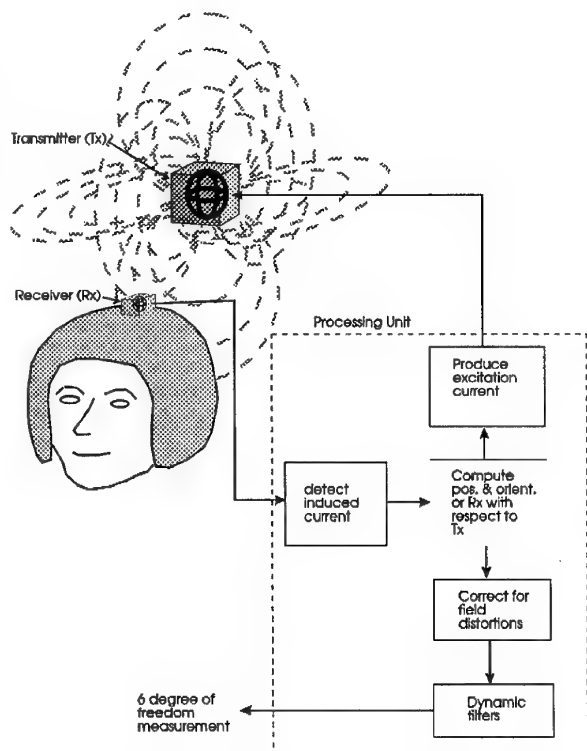 Transmitter (Tx)
Receiver (Rx)
Processing Unit
Produce
excitation
current
detect
induced
current
Compute
pos. & orient.
or Rx with
respect to
Tx
Correct for
field
distortions
Dynamic
filters
6 degree of
freedom
measurement